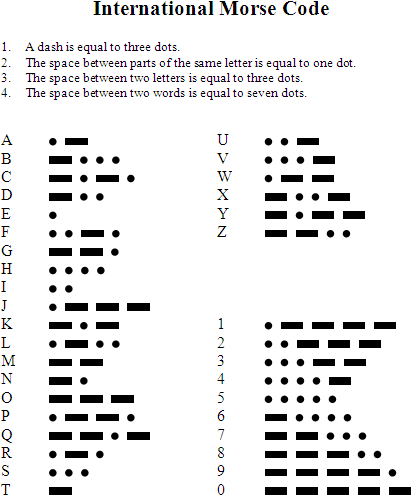 International Morse Code
1. A dash is equal to three dots.
2. The space between parts of the same letter is equal to one dot.
3. The space between two letters is equal to three dots.
4. The space between two words is equal to seven dots.
A
B
C
D
E
F
G
H
I
J
K
L
M
N
O
P
Q
R
S
T
U
V
W
X
Y
Z
1
2
3
4
5
6
7
8
9
0